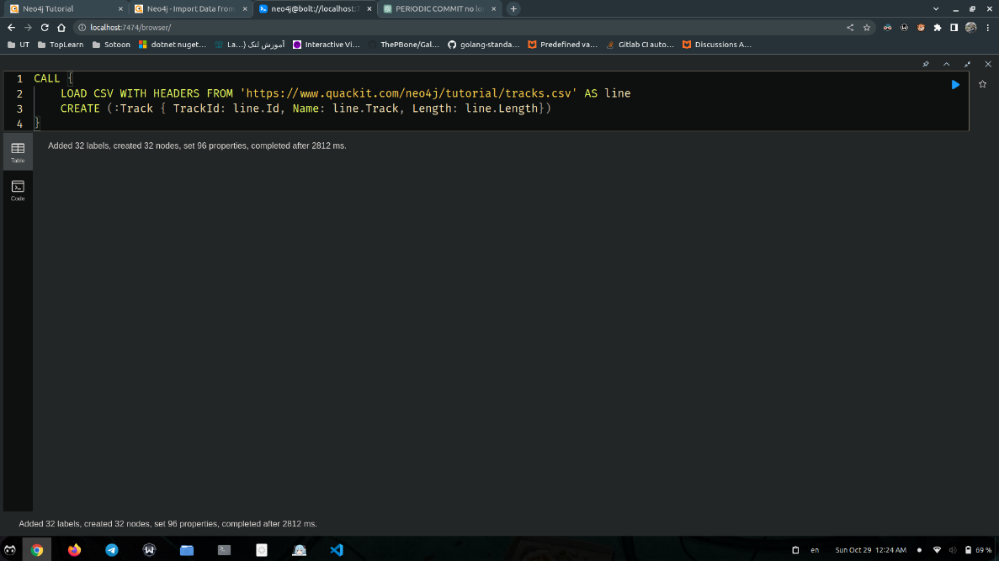 Neo4j Tutorial
Neo4j - Import Data from
neo4j@bolt://localhost:7
PERIODIC COMMIT no lo
localhost:7474/browser/
UT
TopLearn
Sotoon
dotnet nuget…
آموزش لتک (La…
Interactive Vi…
ThePBone/Gal…
golang-standa…
Predefined va…
Gitlab CI auto…
Discussions A…
1 CALL {
2 LOAD CSV WITH HEADERS FROM 'https://www.quackit.com/neo4j/tutorial/tracks.csv' AS line
3 CREATE (:Track { TrackId: line.Id, Name: line.Track, Length: line.Length})
4 }
Table
Code
Added 32 labels, created 32 nodes, set 96 properties, completed after 2812 ms.
Added 32 labels, created 32 nodes, set 96 properties, completed after 2812 ms.
en
Sun Oct 29 12:24 AM
69 %